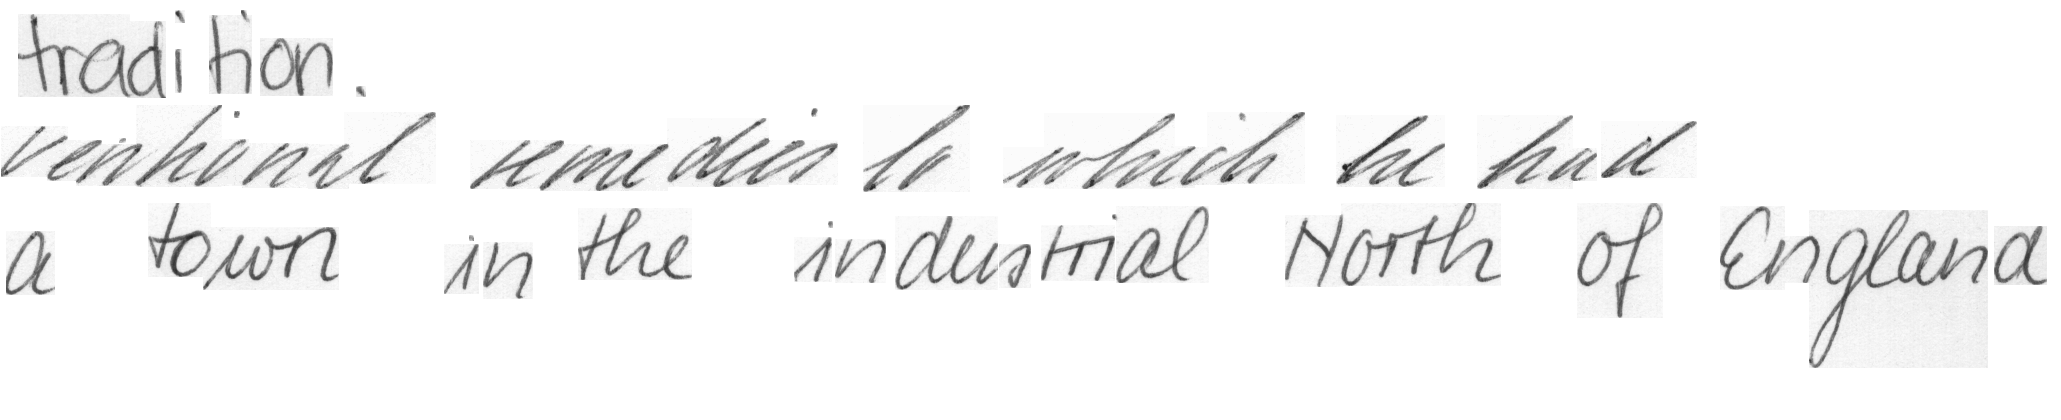 tradition.
ventional remedies to which he had
a town in the industrial North of England